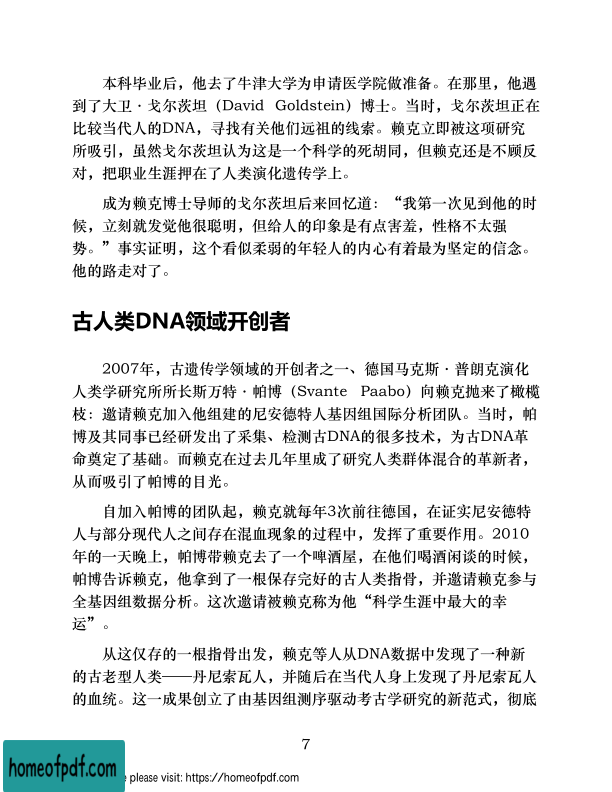 本科毕业后，他去了牛津大学为申请医学院做准备。在那里，他遇
到了大卫·戈尔茨坦（David Goldstein）博士。当时，戈尔茨坦正在
比较当代人的DNA，寻找有关他们远祖的线索。赖克立即被这项研究
所吸引，虽然戈尔茨坦认为这是一个科学的死胡同，但赖克还是不顾反
对，把职业生涯押在了人类演化遗传学上。
成为赖克博士导师的戈尔茨坦后来回忆道：“我第一次见到他的时
候，立刻就发觉他很聪明，但给人的印象是有点害羞，性格不太强
势。”事实证明，这个看似柔弱的年轻人的内心有着最为坚定的信念。
他的路走对了。
古人类DNA领域开创者
2007年，古遗传学领域的开创者之一、德国马克斯·普朗克演化
人类学研究所所长斯万特·帕博（Svante Paabo）向赖克抛来了橄榄
枝：邀请赖克加入他组建的尼安德特人基因组国际分析团队。当时，帕
博及其同事已经研发出了采集、检测古DNA的很多技术，为古DNA革
命奠定了基础。而赖克在过去几年里成了研究人类群体混合的革新者，
从而吸引了帕博的目光。
自加入帕博的团队起，赖克就每年3次前往德国，在证实尼安德特
人与部分现代人之间存在混血现象的过程中，发挥了重要作用。2010
年的一天晚上，帕博带赖克去了一个啤酒屋，在他们喝酒闲谈的时候，
帕博告诉赖克，他拿到了一根保存完好的古人类指骨，并邀请赖克参与
全基因组数据分析。这次邀请被赖克称为他“科学生涯中最大的幸
运”。
从这仅存的一根指骨出发，赖克等人从DNA数据中发现了一种新
的古老型人类——丹尼索瓦人，并随后在当代人身上发现了丹尼索瓦人
的血统。这一成果创立了由基因组测序驱动考古学研究的新范式，彻底
7
homeofpdf.com
e please visit: https://homeofpdf.com